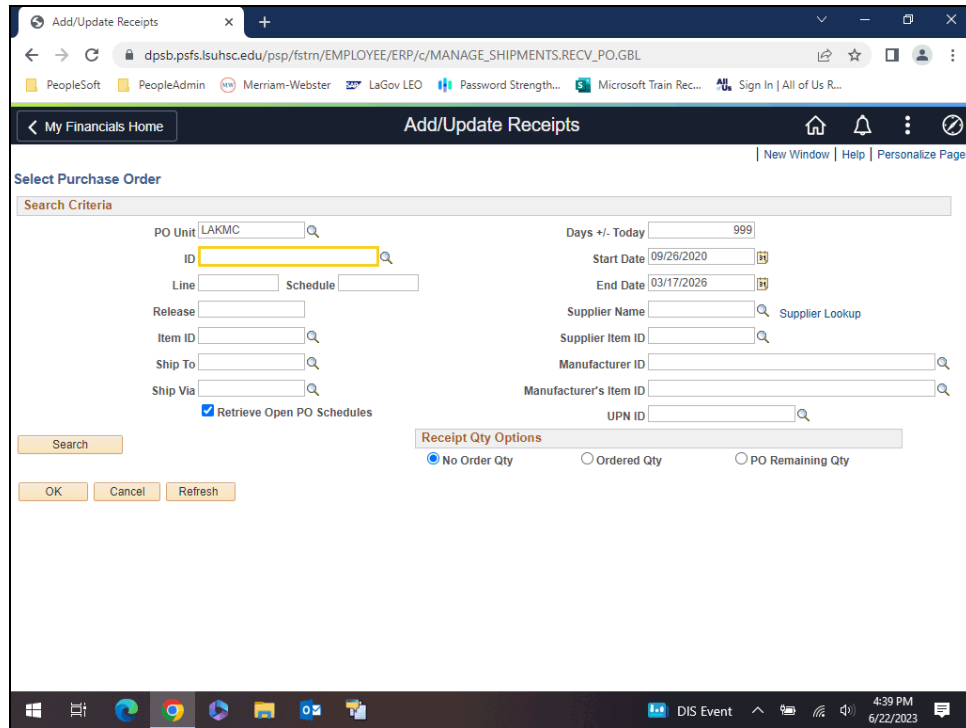 Add/Update Receipts
dpsb.psfs.lsuhsc.edu/psp/fstrn/EMPLOYEE/ERP/c/MANAGE_SHIPMENTS.RECV_PO.GBL
PeopleSoft PeopleAdmin MW Merriam-Webster SAP LaGov LEO Password Strength... S Microsoft Train Rec... All of Us Sign In | All of Us R...
My Financials Home Add/Update Receipts
New Window | Help | Personalize Page
Select Purchase Order
Search Criteria
PO Unit LAKMC Days +/- Today 999
ID Start Date 09/26/2020
Line Schedule End Date 03/17/2026
Release Supplier Name Supplier Lookup
Item ID Supplier Item ID
Ship To Manufacturer ID
Ship Via Manufacturer's Item ID
Retrieve Open PO Schedules UPN ID
Search Receipt Qty Options
No Order Qty Ordered Qty PO Remaining Qty
OK Cancel Refresh
DIS Event 4:39 PM
6/22/2023